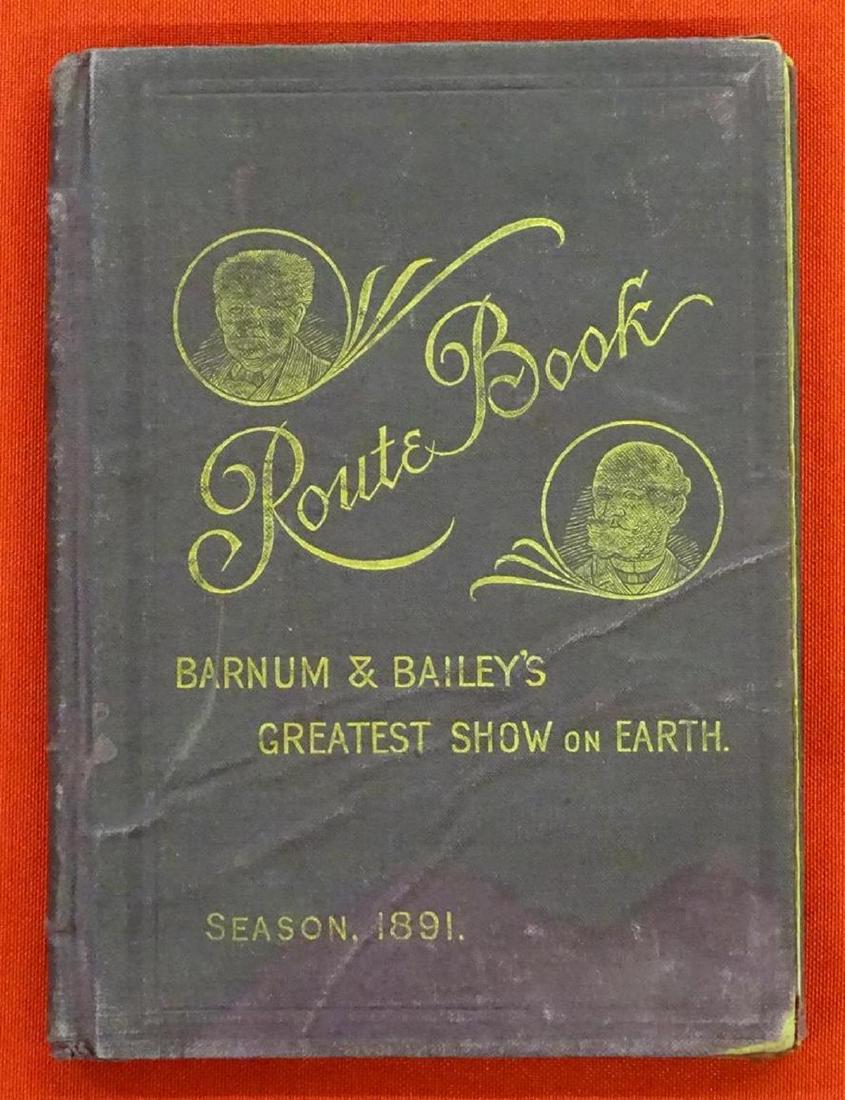 Route Book
BARNUM & BAILEY'S
GREATEST SHOW ON EARTH.
SEASON, 1891.